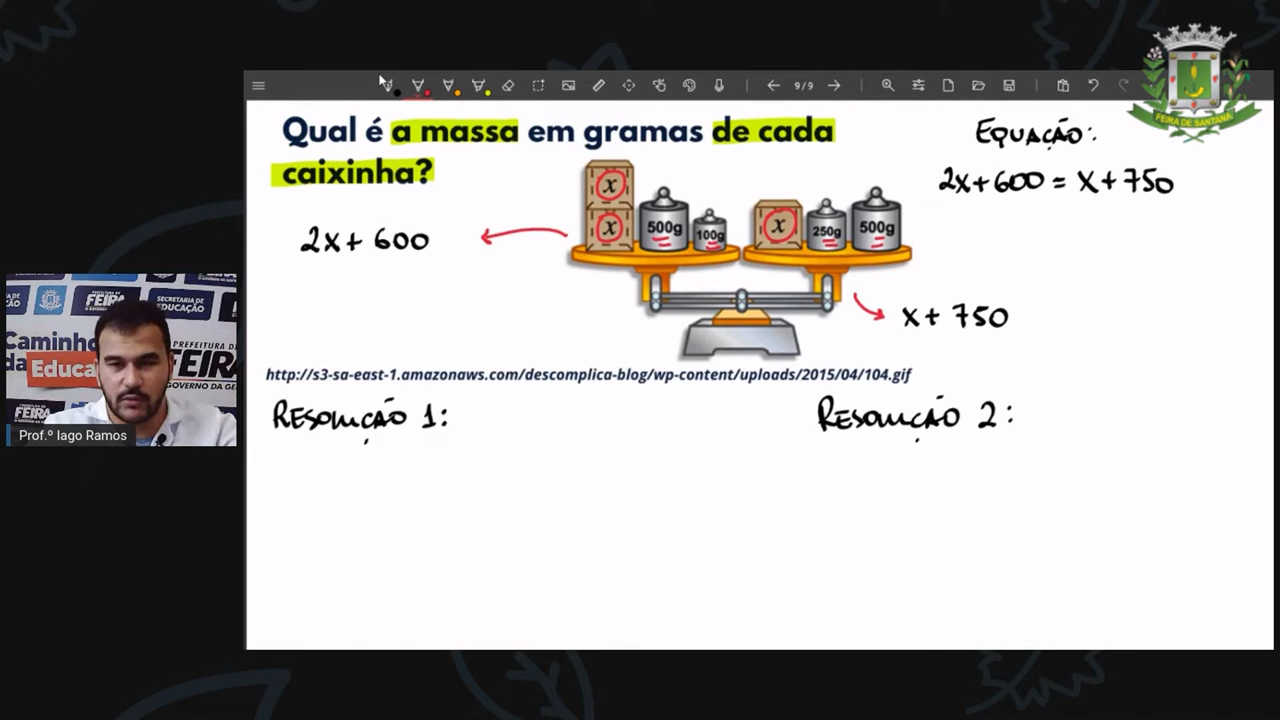 Qual é a massa em gramas de cada
caixinha?
EQUAÇÃO:
2x+600 = x+750
FEIRA DE SANTANA
9/9
2x+ 600
x
x
500g
100g
x
250g
500g
x+ 750
http://s3-sa-east-1.amazonaws.com/descomplica-blog/wp-content/uploads/2015/04/104.gif
RESOLUÇÃO 1:
RESOLUÇÃO 2:
PREFEITURA DE
FEIRA
SECRETARIA DE
EDUCAÇÃO
Caminho
da Educa
PREFEITURA
FEIRA
GOVERNO DA GE
FEIRA
Prof.º Iago Ramos